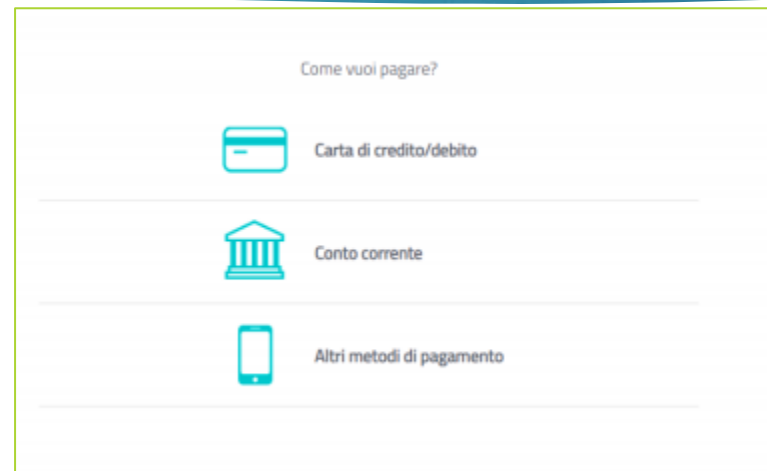 Come vuoi pagare?
Carta di credito/debito
Conto corrente
Altri metodi di pagamento